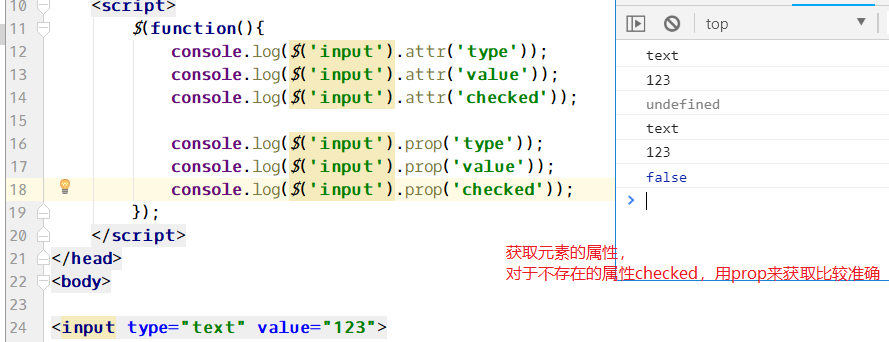 10 <script>
top
11 $(function(){
12 console.log($('input').attr('type'));
13 console.log($('input').attr('value'));
14 console.log($('input').attr('checked'));
15
16 console.log($('input').prop('type'));
17 console.log($('input').prop('value'));
18 console.log($('input').prop('checked'));
19 });
20 </script>
21 </head>
22 <body>
23
24 <input type="text" value="123">
text
123
undefined
text
123
false
获取元素的属性，
对于不存在的属性checked，用prop来获取比较准确